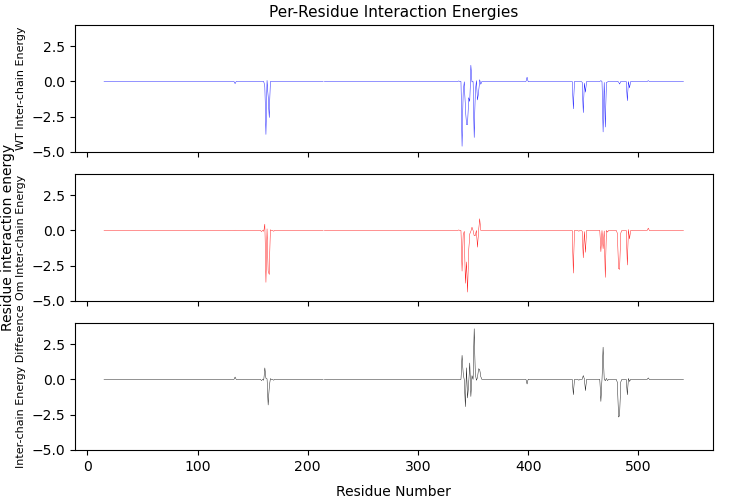 Per-Residue Interaction Energies
Residue interaction energy
WT Inter-chain Energy
2.5
0.0
−2.5
−5.0
Om Inter-chain Energy
2.5
0.0
−2.5
−5.0
Inter-chain Energy Difference
2.5
0.0
−2.5
−5.0
0 100 200 300 400 500
Residue Number